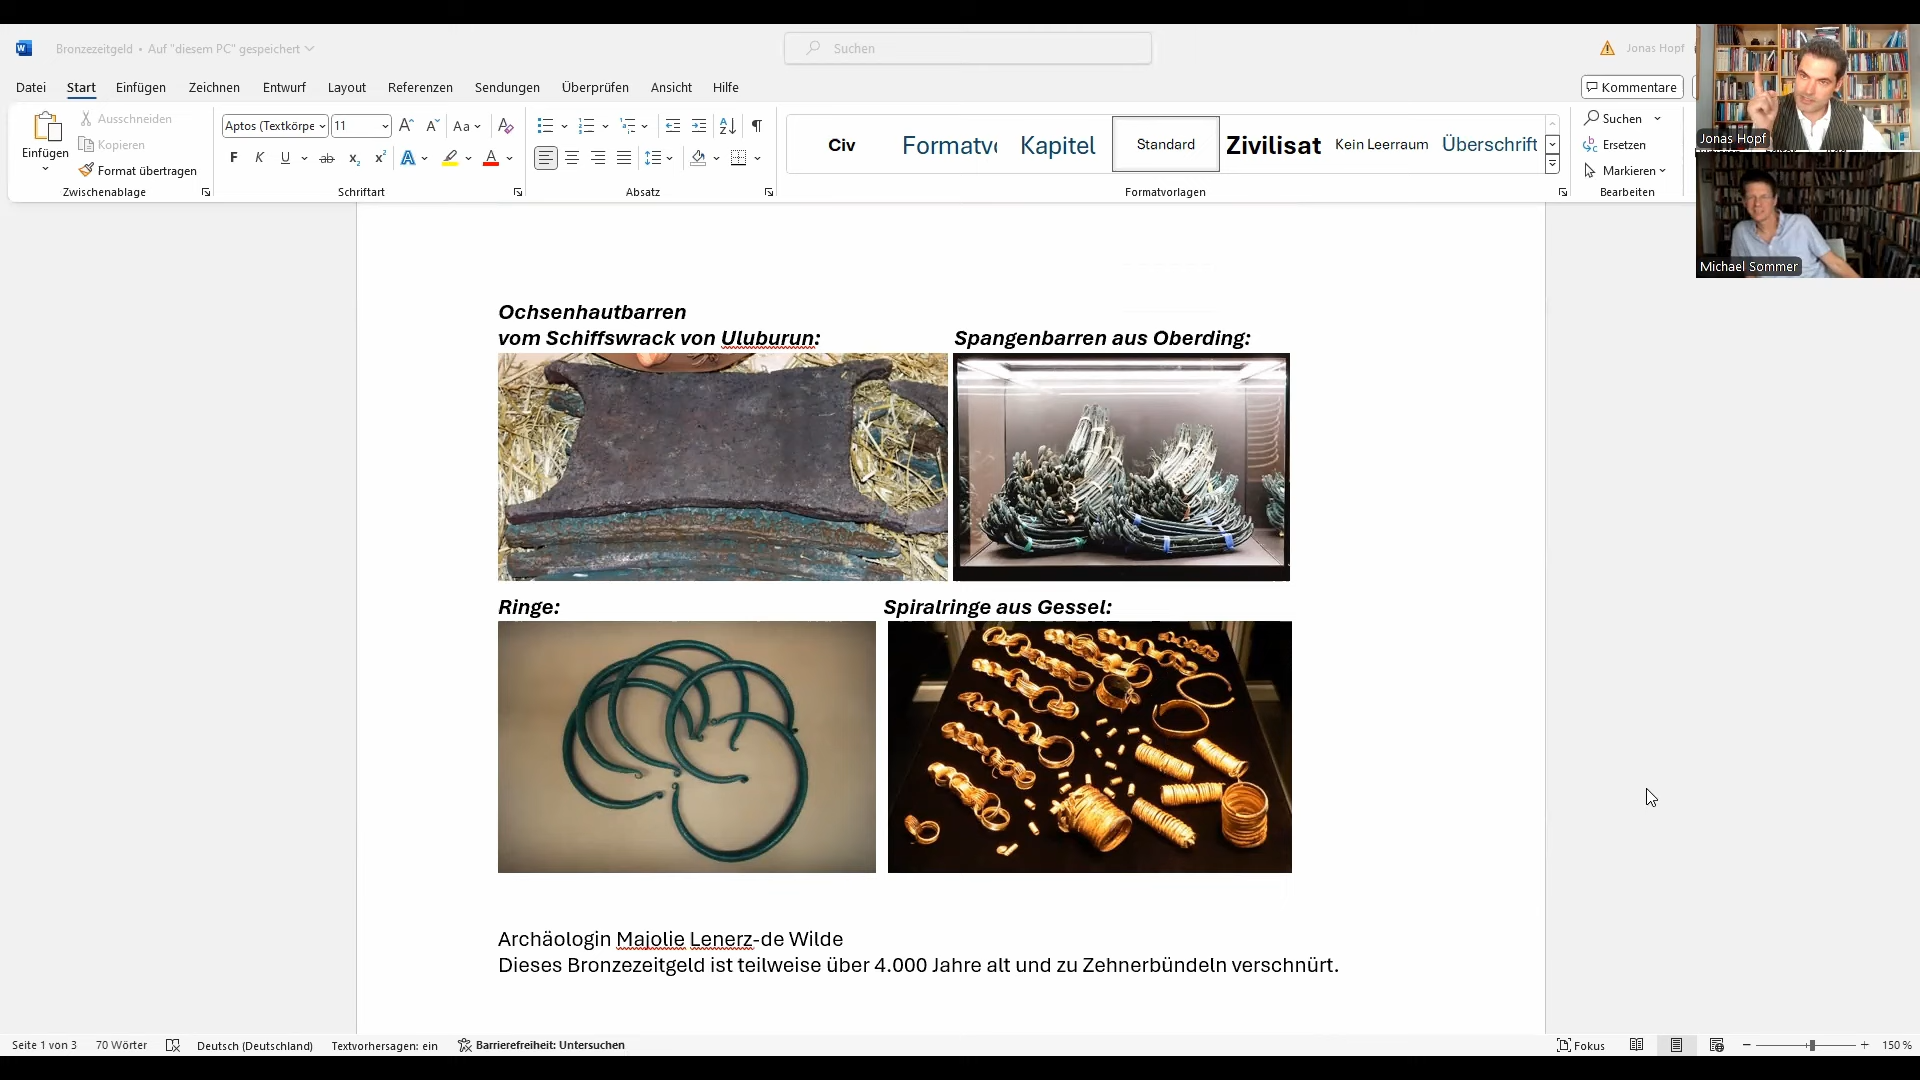 Bronzezeitgeld • Auf "diesem PC" gespeichert
Suchen
Jonas Hopf
Datei Start Einfügen Zeichnen Entwurf Layout Referenzen Sendungen Überprüfen Ansicht Hilfe
Kommentare
Einfügen
Ausschneiden
Kopieren
Format übertragen
Zwischenablage
Aptos (Textkörpe 11
F K U ab x₂ x²
Schriftart
Absatz
Civ Formatvo Kapitel Standard Zivilisat Kein Leerraum Überschrift
Formatvorlagen
Suchen
Ersetzen
Markieren
Bearbeiten
Jonas Hopf
Michael Sommer
Ochsenhautbarren
vom Schiffswrack von Uluburun:
Spangenbarren aus Oberding:
Ringe:
Spiralringe aus Gessel:
Archäologin Majolie Lenerz-de Wilde
Dieses Bronzezeitgeld ist teilweise über 4.000 Jahre alt und zu Zehnerbündeln verschnürt.
Seite 1 von 3 70 Wörter Deutsch (Deutschland) Textvorhersagen: ein Barrierefreiheit: Untersuchen
Fokus
150 %